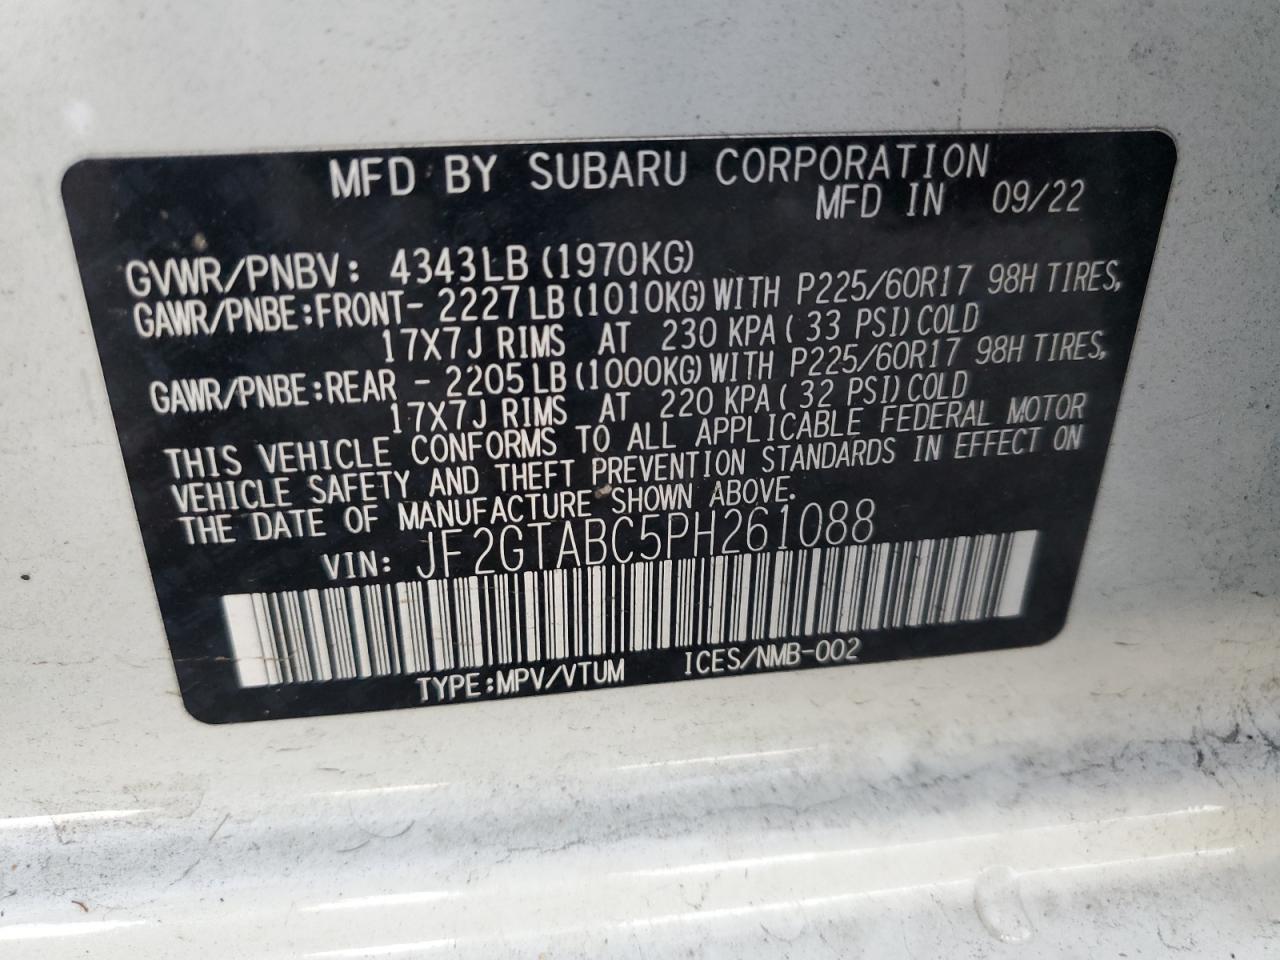 MFD BY SUBARU CORPORATION
MFD IN 09/22
GVWR/PNBV: 4343LB (1970KG)
GAWR/PNBE:FRONT- 2227LB(1010KG)WITH P225/60R17 98H TIRES,
17X7J RIMS AT 230 KPA( 33 PSI)COLD
GAWR/PNBE:REAR - 2205LB(1000KG)WITH P225/60R17 98H TIRES,
17X7J RIMS AT 220 KPA( 32 PSI)COLD
THIS VEHICLE CONFORMS TO ALL APPLICABLE FEDERAL MOTOR
VEHICLE SAFETY AND THEFT PREVENTION STANDARDS IN EFFECT ON
THE DATE OF MANUFACTURE SHOWN ABOVE.
VIN: JF2GTABC5PH261088
TYPE:MPV/VTUM ICES/NMB-002